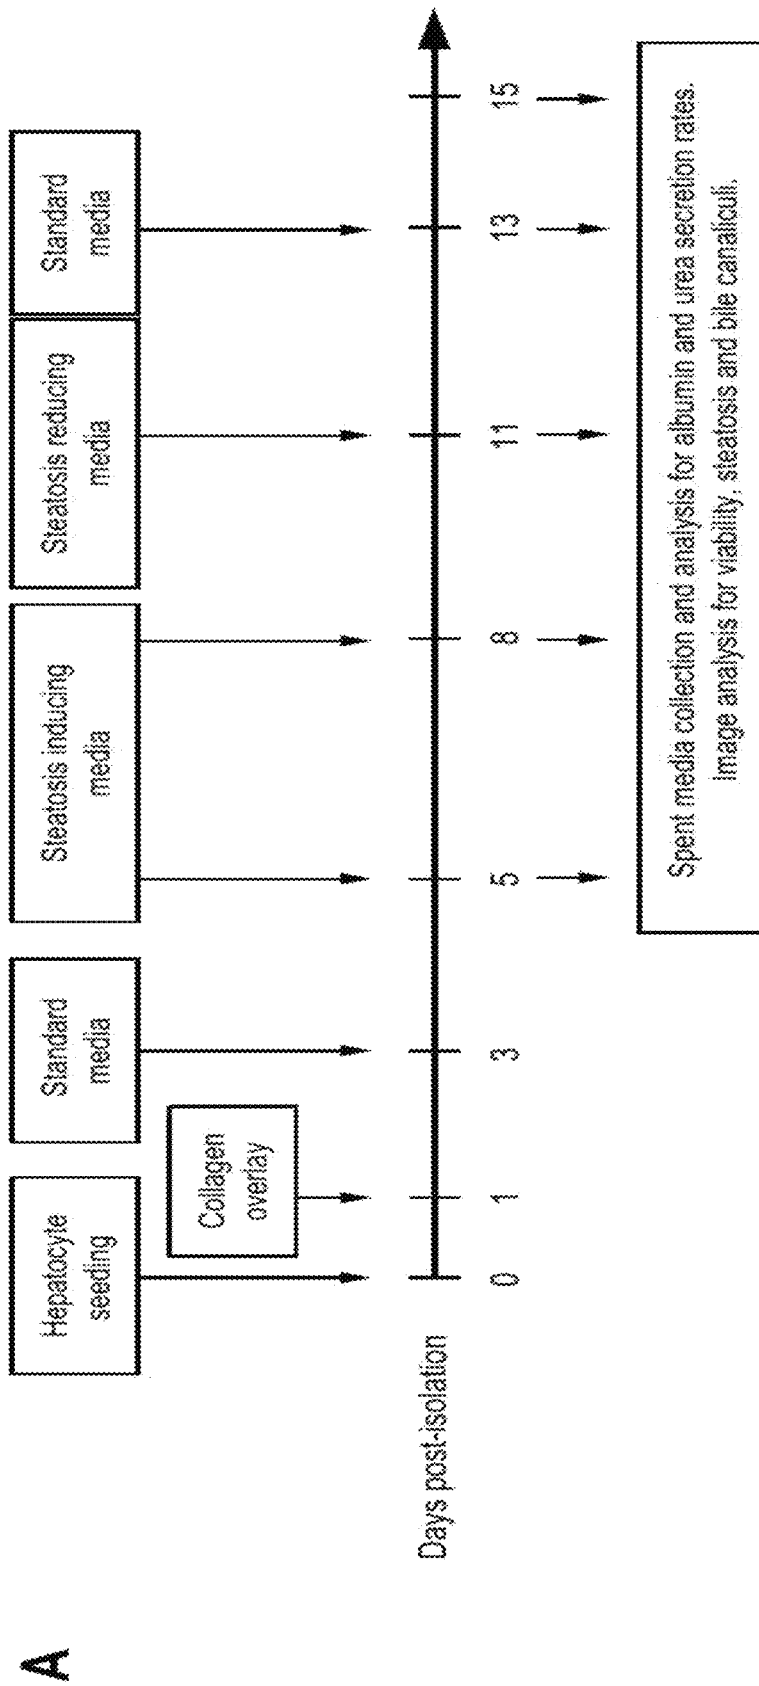 A
Hepatocyte
seeding
Collagen
overlay
Standard
media
Steatosis inducing
media
Steatosis reducing
media
Standard
media
Days post-isolation
0 1 3 5 8 11 13 15
Spent media collection and analysis for albumin and urea secretion rates.
Image analysis for viability, steatosis and bile canaliculi.